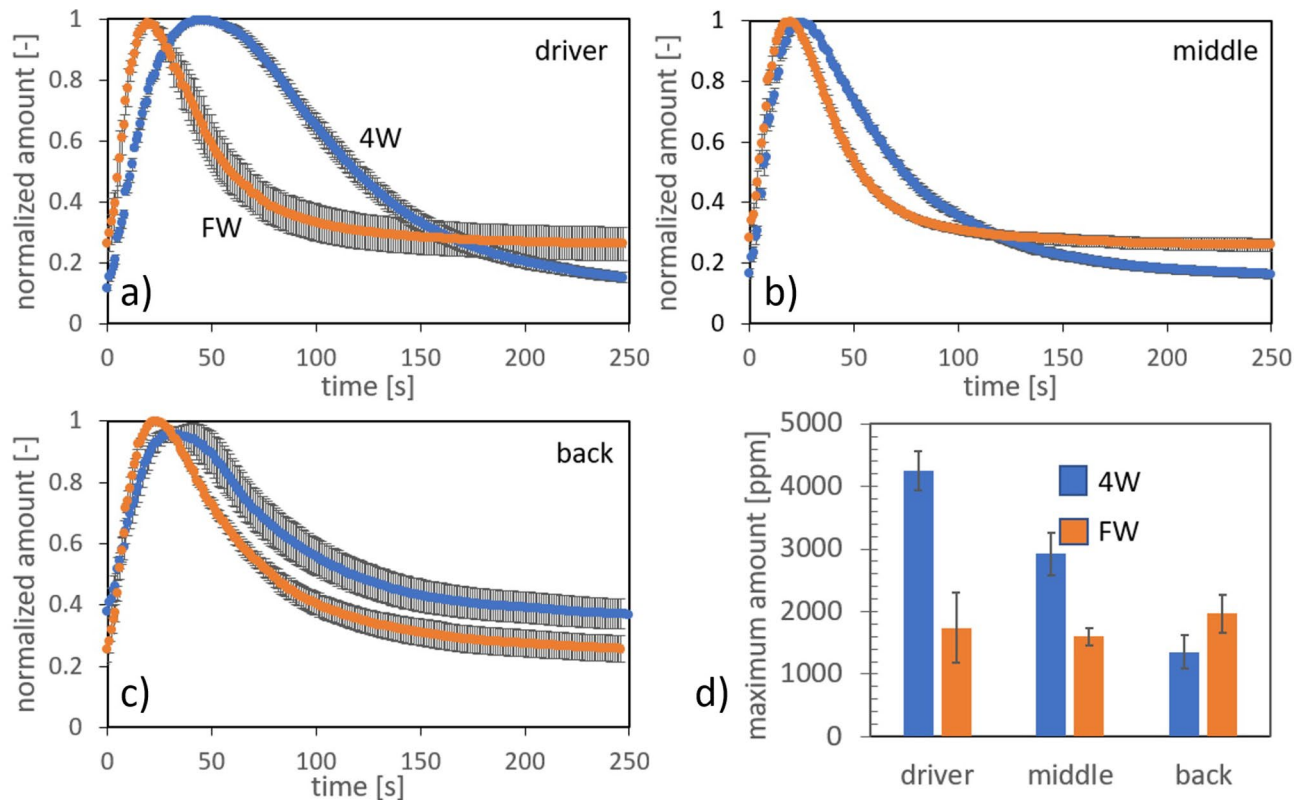 driver
4W
FW
a)
normalized amount [-]
1
0.8
0.6
0.4
0.2
0
0 50 100 150 200 250
time [s]
middle
b)
normalized amount [-]
1
0.8
0.6
0.4
0.2
0
0 50 100 150 200 250
time [s]
back
c)
normalized amount [-]
1
0.8
0.6
0.4
0.2
0
0 50 100 150 200 250
time [s]
d)
maximum amount [ppm]
5000
4000
3000
2000
1000
0
4W
FW
driver middle back